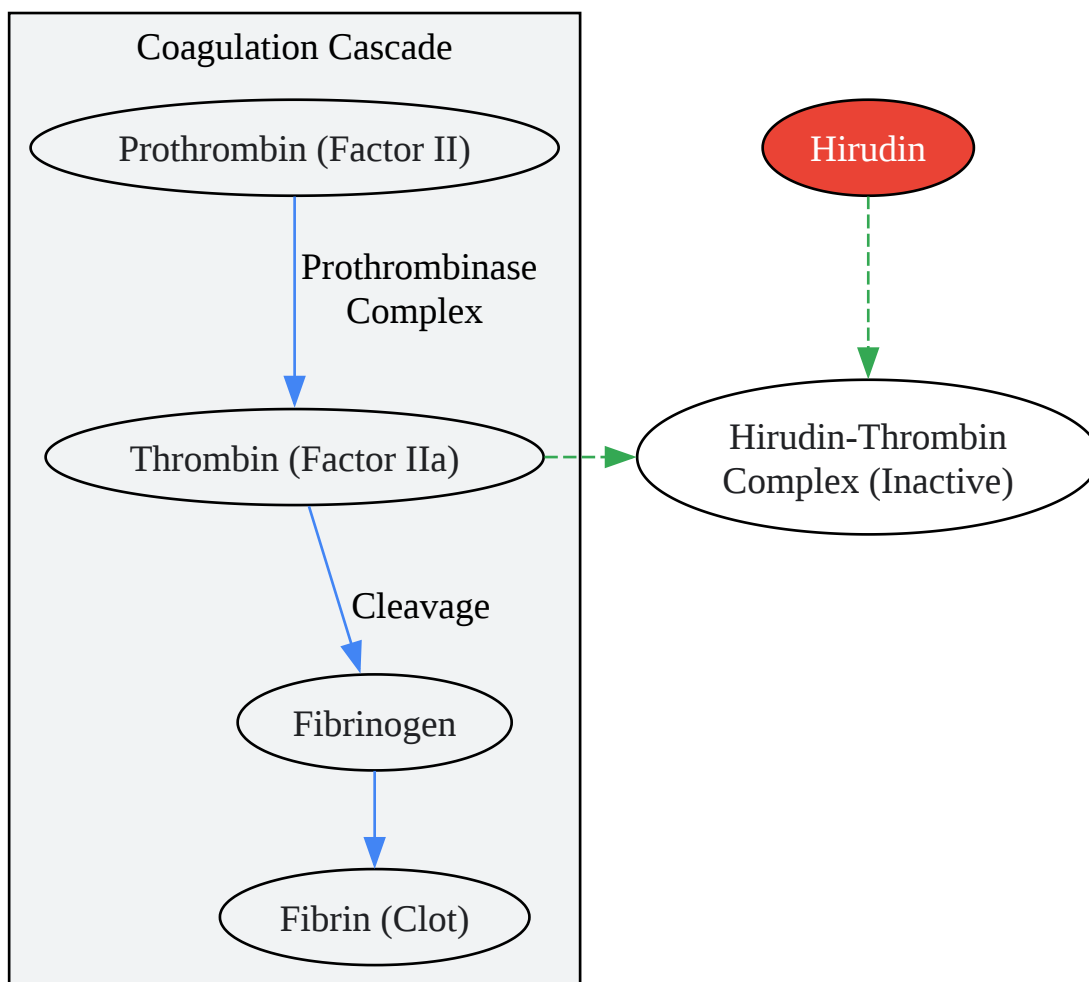 Coagulation Cascade
Prothrombin (Factor II)
Hirudin
Prothrombinase
Complex
Thrombin (Factor IIa)
Hirudin-Thrombin
Complex (Inactive)
Cleavage
Fibrinogen
Fibrin (Clot)